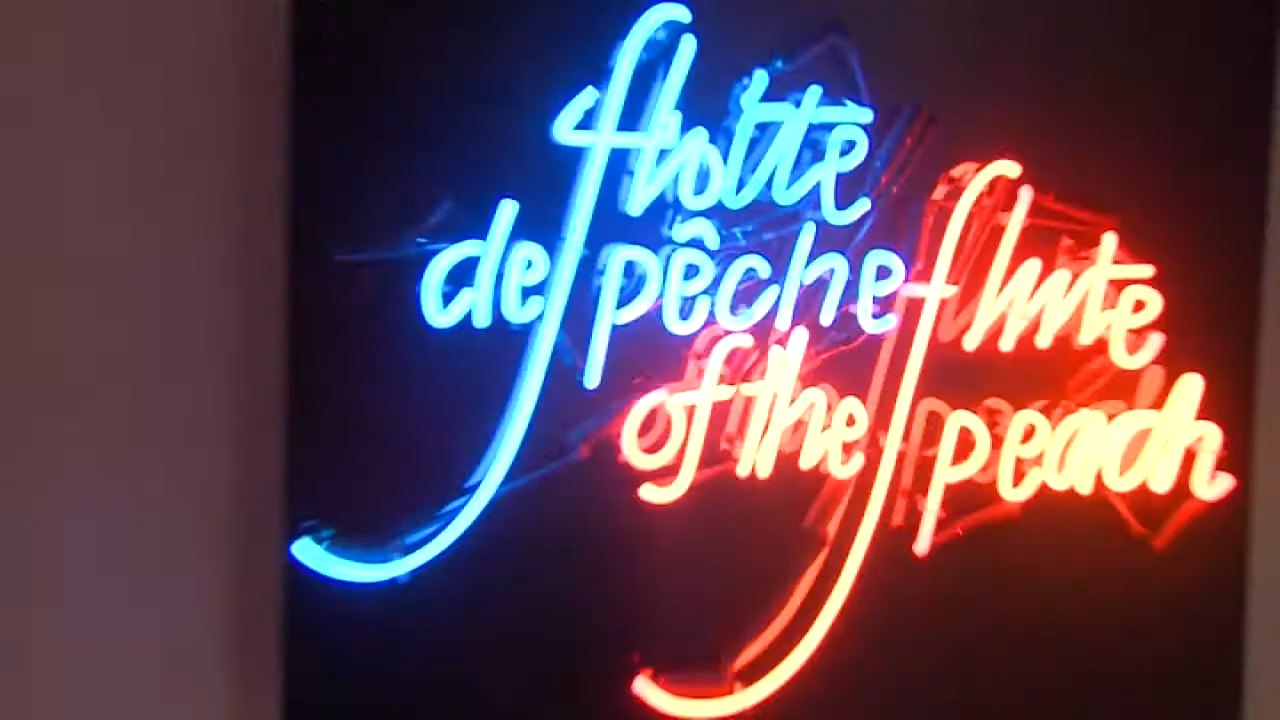 flotte
de pêche
flute
of the peach